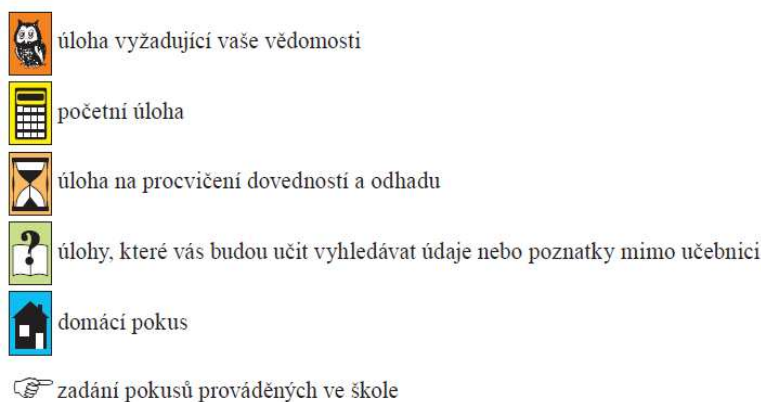 úloha vyžadující vaše vědomosti
početní úloha
úloha na procvičení dovedností a odhadu
úlohy, které vás budou učit vyhledávat údaje nebo poznatky mimo učebnici
domácí pokus
zadání pokusů prováděných ve škole